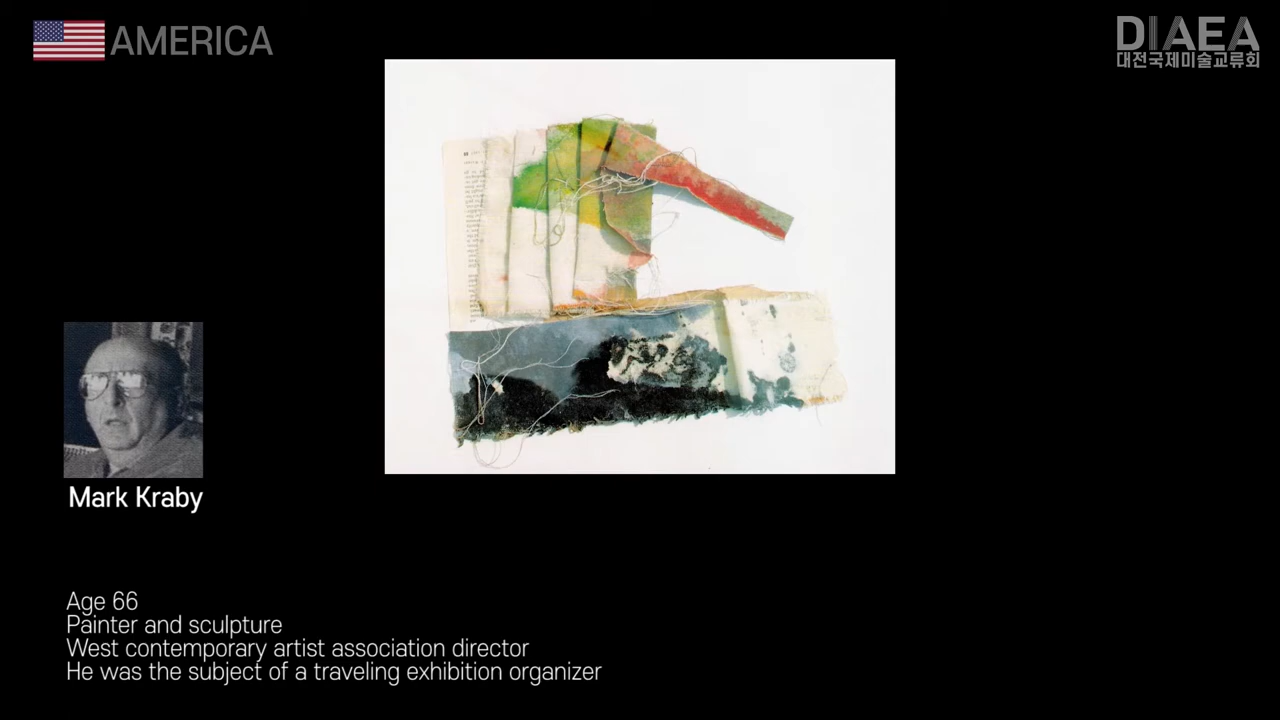 AMERICA
DIAEA
대전국제미술교류회
Mark Kraby
Age 66
Painter and sculpture
West contemporary artist association director
He was the subject of a traveling exhibition organizer